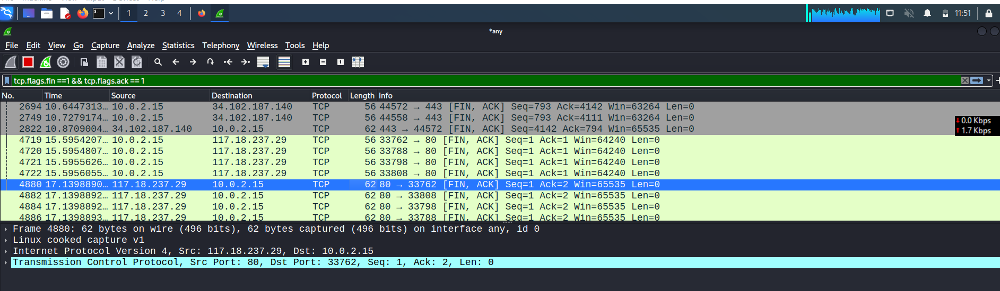 1 2 3 4 11:51
*any
File Edit View Go Capture Analyze Statistics Telephony Wireless Tools Help
tcp.flags.fin ==1 && tcp.flags.ack == 1
No. Time Source Destination Protocol Length Info
2694 10.6447313… 10.0.2.15 34.102.187.140 TCP 56 44572 → 443 [FIN, ACK] Seq=793 Ack=4142 Win=63264 Len=0
2749 10.7279174… 10.0.2.15 34.102.187.140 TCP 56 44558 → 443 [FIN, ACK] Seq=793 Ack=4111 Win=63264 Len=0
2822 10.8709004… 34.102.187.140 10.0.2.15 TCP 62 443 → 44572 [FIN, ACK] Seq=4142 Ack=794 Win=65535 Len=0
0.0 Kbps
1.7 Kbps
4719 15.5954207… 10.0.2.15 117.18.237.29 TCP 56 33762 → 80 [FIN, ACK] Seq=1 Ack=1 Win=64240 Len=0
4720 15.5954807… 10.0.2.15 117.18.237.29 TCP 56 33788 → 80 [FIN, ACK] Seq=1 Ack=1 Win=64240 Len=0
4721 15.5955626… 10.0.2.15 117.18.237.29 TCP 56 33798 → 80 [FIN, ACK] Seq=1 Ack=1 Win=64240 Len=0
4722 15.5956055… 10.0.2.15 117.18.237.29 TCP 56 33808 → 80 [FIN, ACK] Seq=1 Ack=1 Win=64240 Len=0
4880 17.1398890… 117.18.237.29 10.0.2.15 TCP 62 80 → 33762 [FIN, ACK] Seq=1 Ack=2 Win=65535 Len=0
4882 17.1398892… 117.18.237.29 10.0.2.15 TCP 62 80 → 33808 [FIN, ACK] Seq=1 Ack=2 Win=65535 Len=0
4884 17.1398892… 117.18.237.29 10.0.2.15 TCP 62 80 → 33798 [FIN, ACK] Seq=1 Ack=2 Win=65535 Len=0
4886 17.1398893… 117.18.237.29 10.0.2.15 TCP 62 80 → 33788 [FIN, ACK] Seq=1 Ack=2 Win=65535 Len=0
Frame 4880: 62 bytes on wire (496 bits), 62 bytes captured (496 bits) on interface any, id 0
Linux cooked capture v1
Internet Protocol Version 4, Src: 117.18.237.29, Dst: 10.0.2.15
Transmission Control Protocol, Src Port: 80, Dst Port: 33762, Seq: 1, Ack: 2, Len: 0